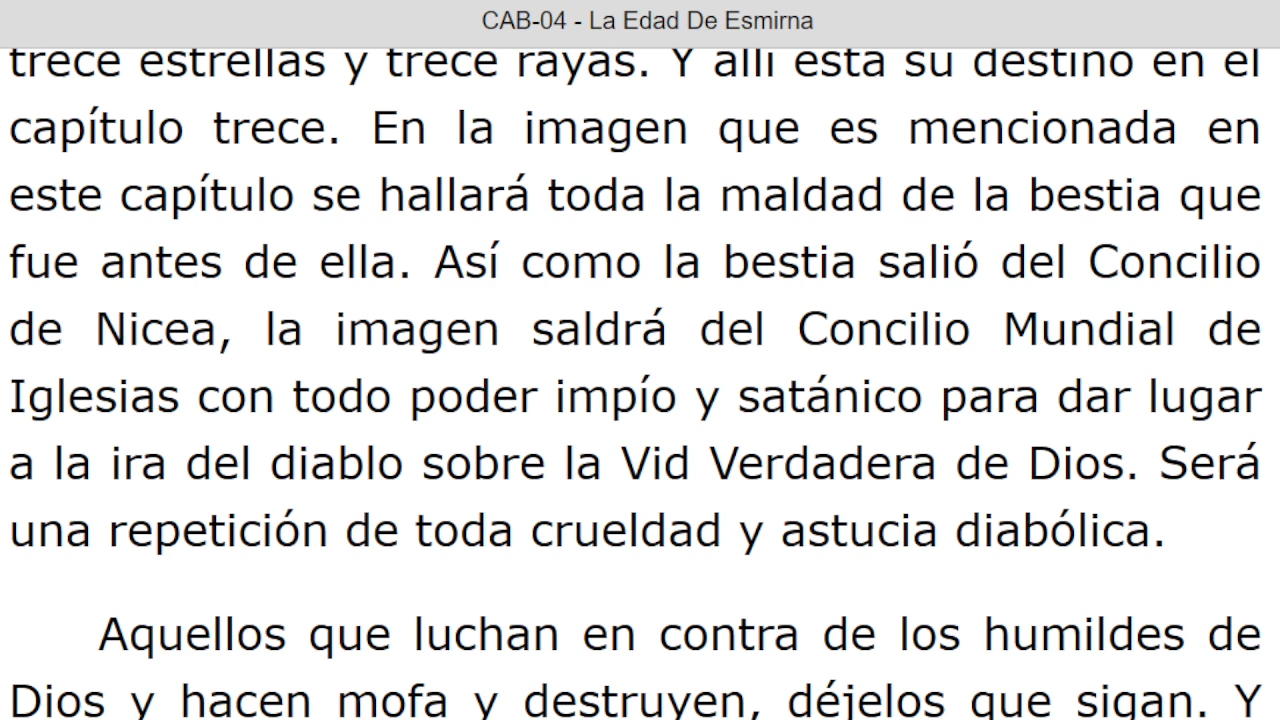 CAB-04 - La Edad De Esmirna
trece estrellas y trece rayas. Y allí está su destino en el
capítulo trece. En la imagen que es mencionada en
este capítulo se hallará toda la maldad de la bestia que
fue antes de ella. Así como la bestia salió del Concilio
de Nicea, la imagen saldrá del Concilio Mundial de
Iglesias con todo poder impío y satánico para dar lugar
a la ira del diablo sobre la Vid Verdadera de Dios. Será
una repetición de toda crueldad y astucia diabólica.
Aquellos que luchan en contra de los humildes de
Dios y hacen mofa y destruyen, déjelos que sigan. Y